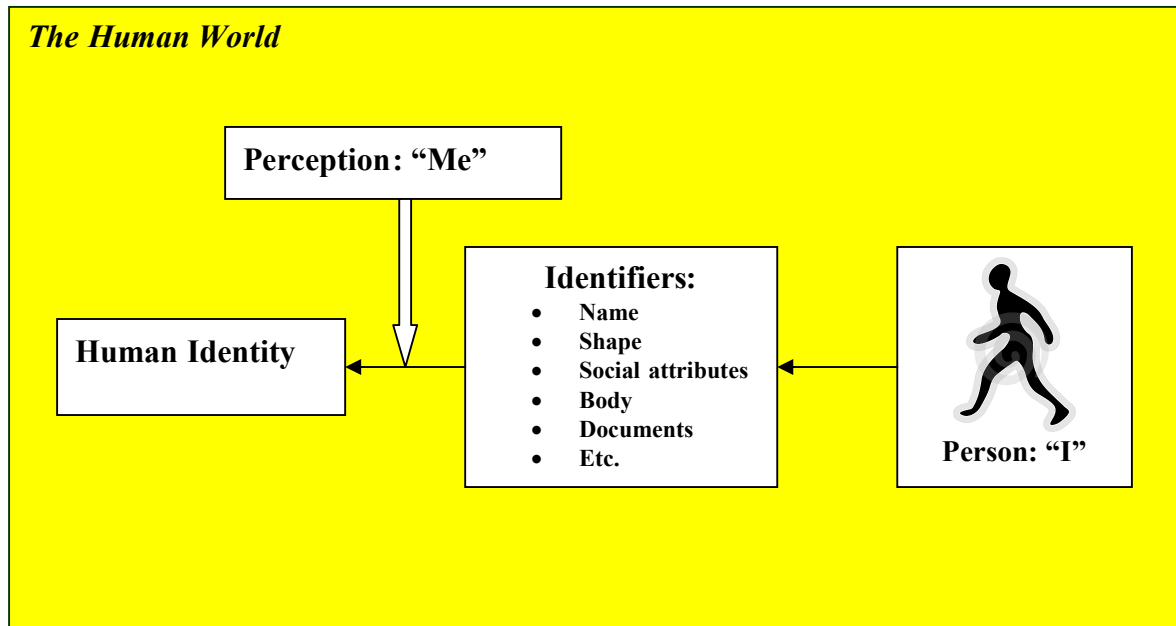 The Human World
Perception: “Me”
Human Identity
Identifiers:
• Name
• Shape
• Social attributes
• Body
• Documents
• Etc.
Person: “I”